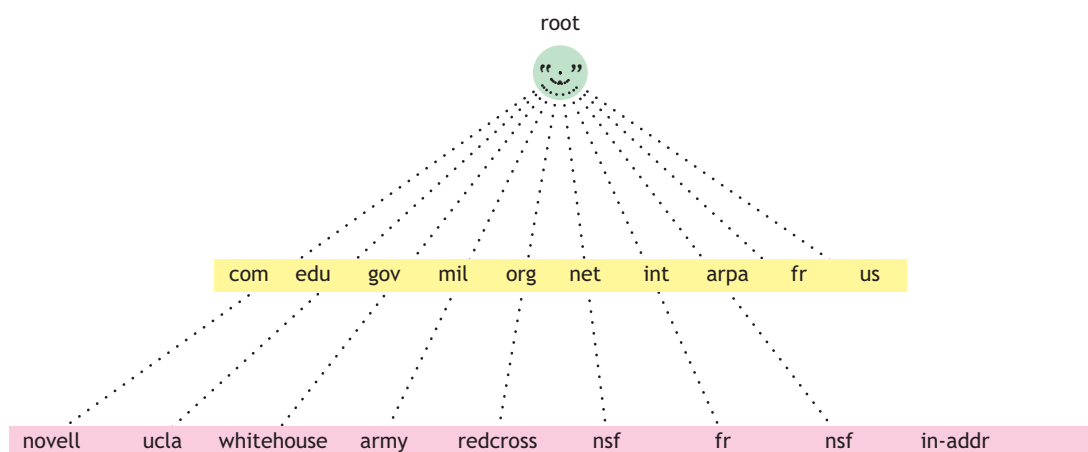 root
“.”
com edu gov mil org net int arpa fr us
novell ucla whitehouse army redcross nsf fr nsf in-addr